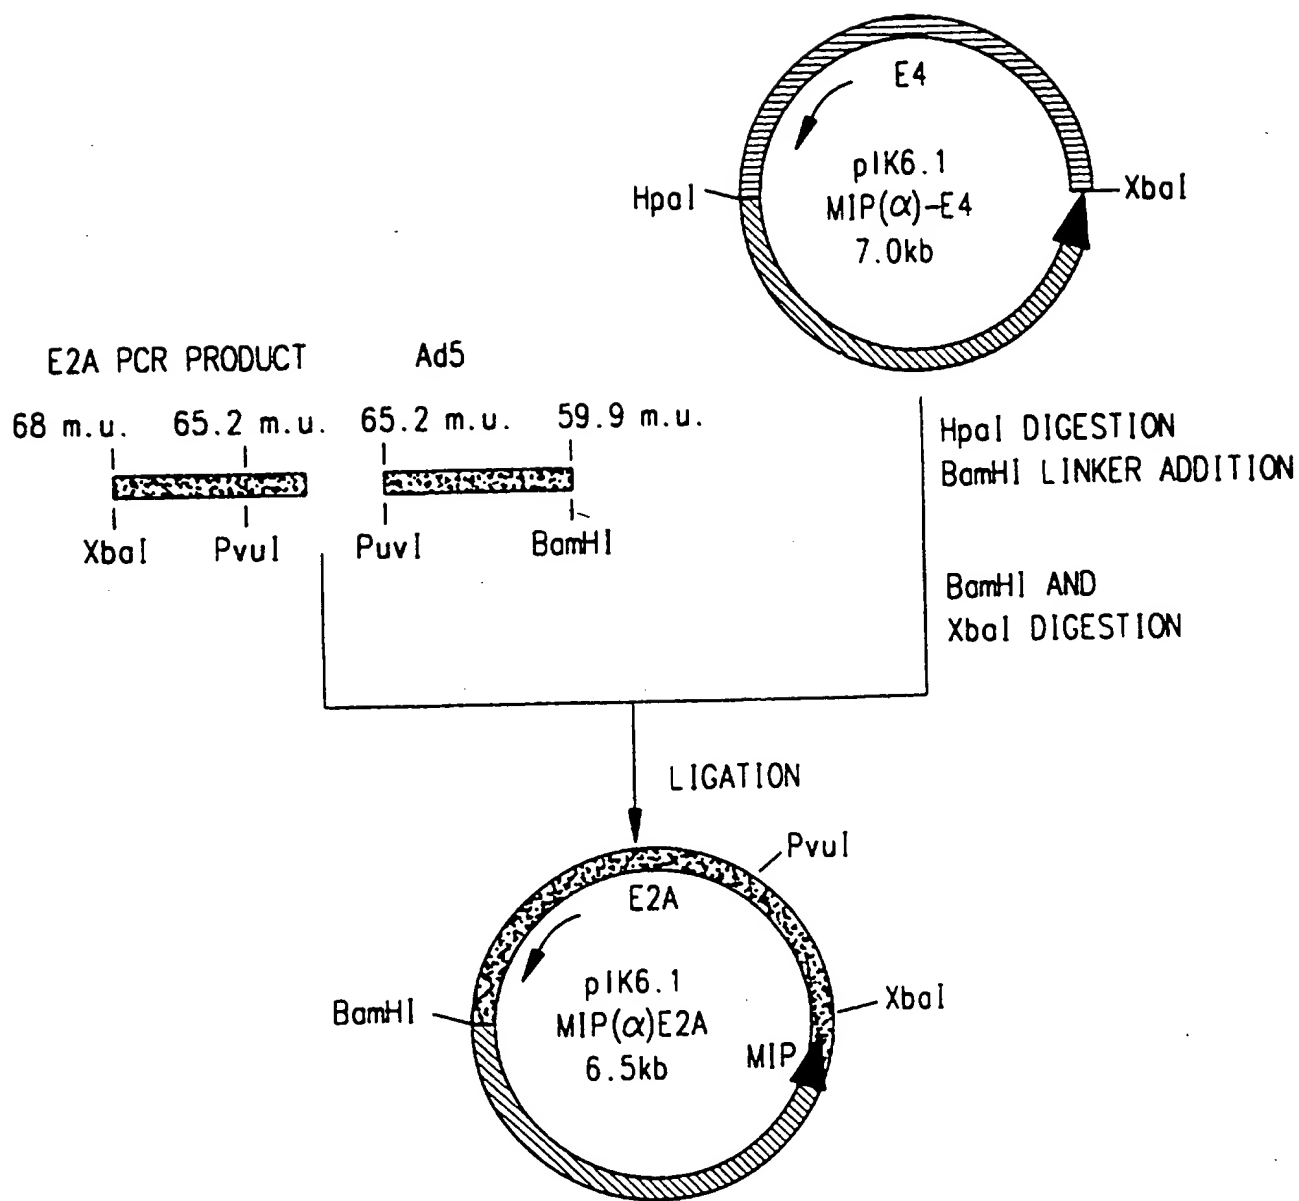 E4
pIK6.1
MIP(α)-E4
7.0kb
HpaI
XbaI
E2A PCR PRODUCT
Ad5
68 m.u.
65.2 m.u.
65.2 m.u.
59.9 m.u.
XbaI
PvuI
PuvI
BamHI
HpaI DIGESTION
BamHI LINKER ADDITION
BamHI AND
XbaI DIGESTION
LIGATION
PvuI
E2A
pIK6.1
MIP(α)E2A
6.5kb
BamHI
XbaI
MIP